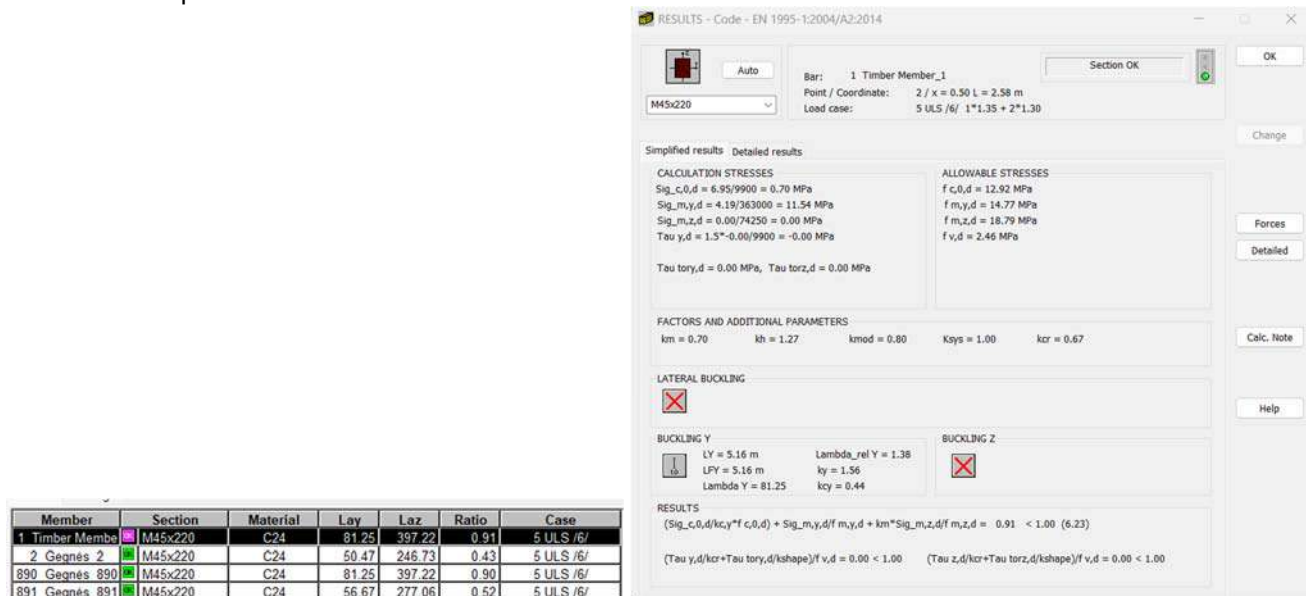 RESULTS - Code - EN 1995-1:2004/A2:2014
Auto
M45x220
Bar: 1 Timber Member_1
Point / Coordinate: 2 / x = 0.50 L = 2.58 m
Load case: 5 ULS /6/ 1*1.35 + 2*1.30
Section OK
OK
Change
Forces
Detailed
Calc. Note
Help
Simplified results Detailed results
CALCULATION STRESSES
Sig_c,0,d = 6.95/9900 = 0.70 MPa
Sig_m,y,d = 4.19/363000 = 11.54 MPa
Sig_m,z,d = 0.00/74250 = 0.00 MPa
Tau y,d = 1.5*-0.00/9900 = -0.00 MPa
Tau tory,d = 0.00 MPa, Tau torz,d = 0.00 MPa
ALLOWABLE STRESSES
f c,0,d = 12.92 MPa
f m,y,d = 14.77 MPa
f m,z,d = 18.79 MPa
f v,d = 2.46 MPa
FACTORS AND ADDITIONAL PARAMETERS
km = 0.70 kh = 1.27 kmod = 0.80 Ksys = 1.00 kcr = 0.67
LATERAL BUCKLING
BUCKLING Y
LY = 5.16 m Lambda_rel Y = 1.38
LFY = 5.16 m ky = 1.56
Lambda Y = 81.25 kcy = 0.44
BUCKLING Z
RESULTS
(Sig_c,0,d/kc,y*f c,0,d) + Sig_m,y,d/f m,y,d + km*Sig_m,z,d/f m,z,d = 0.91 < 1.00 (6.23)
(Tau y,d/kcr+Tau tory,d/kshape)/f v,d = 0.00 < 1.00 (Tau z,d/kcr+Tau torz,d/kshape)/f v,d = 0.00 < 1.00
Member Section Material Lay Laz Ratio Case
1 Timber Membe M45x220 C24 81.25 397.22 0.91 5 ULS /6/
2 Gegnės_2 M45x220 C24 50.47 246.73 0.43 5 ULS /6/
890 Gegnės_890 M45x220 C24 81.25 397.22 0.90 5 ULS /6/
891 Gegnės_891 M45x220 C24 56.67 277.06 0.52 5 ULS /6/